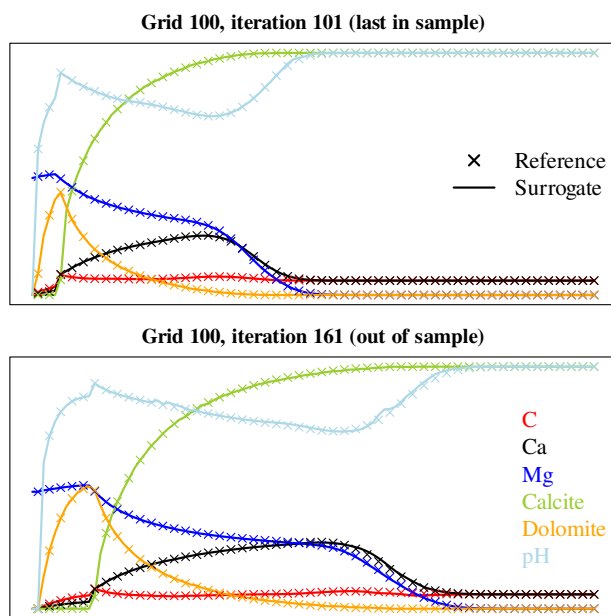 Grid 100, iteration 101 (last in sample)
Reference
Surrogate
Grid 100, iteration 161 (out of sample)
C
Ca
Mg
Calcite
Dolomite
pH